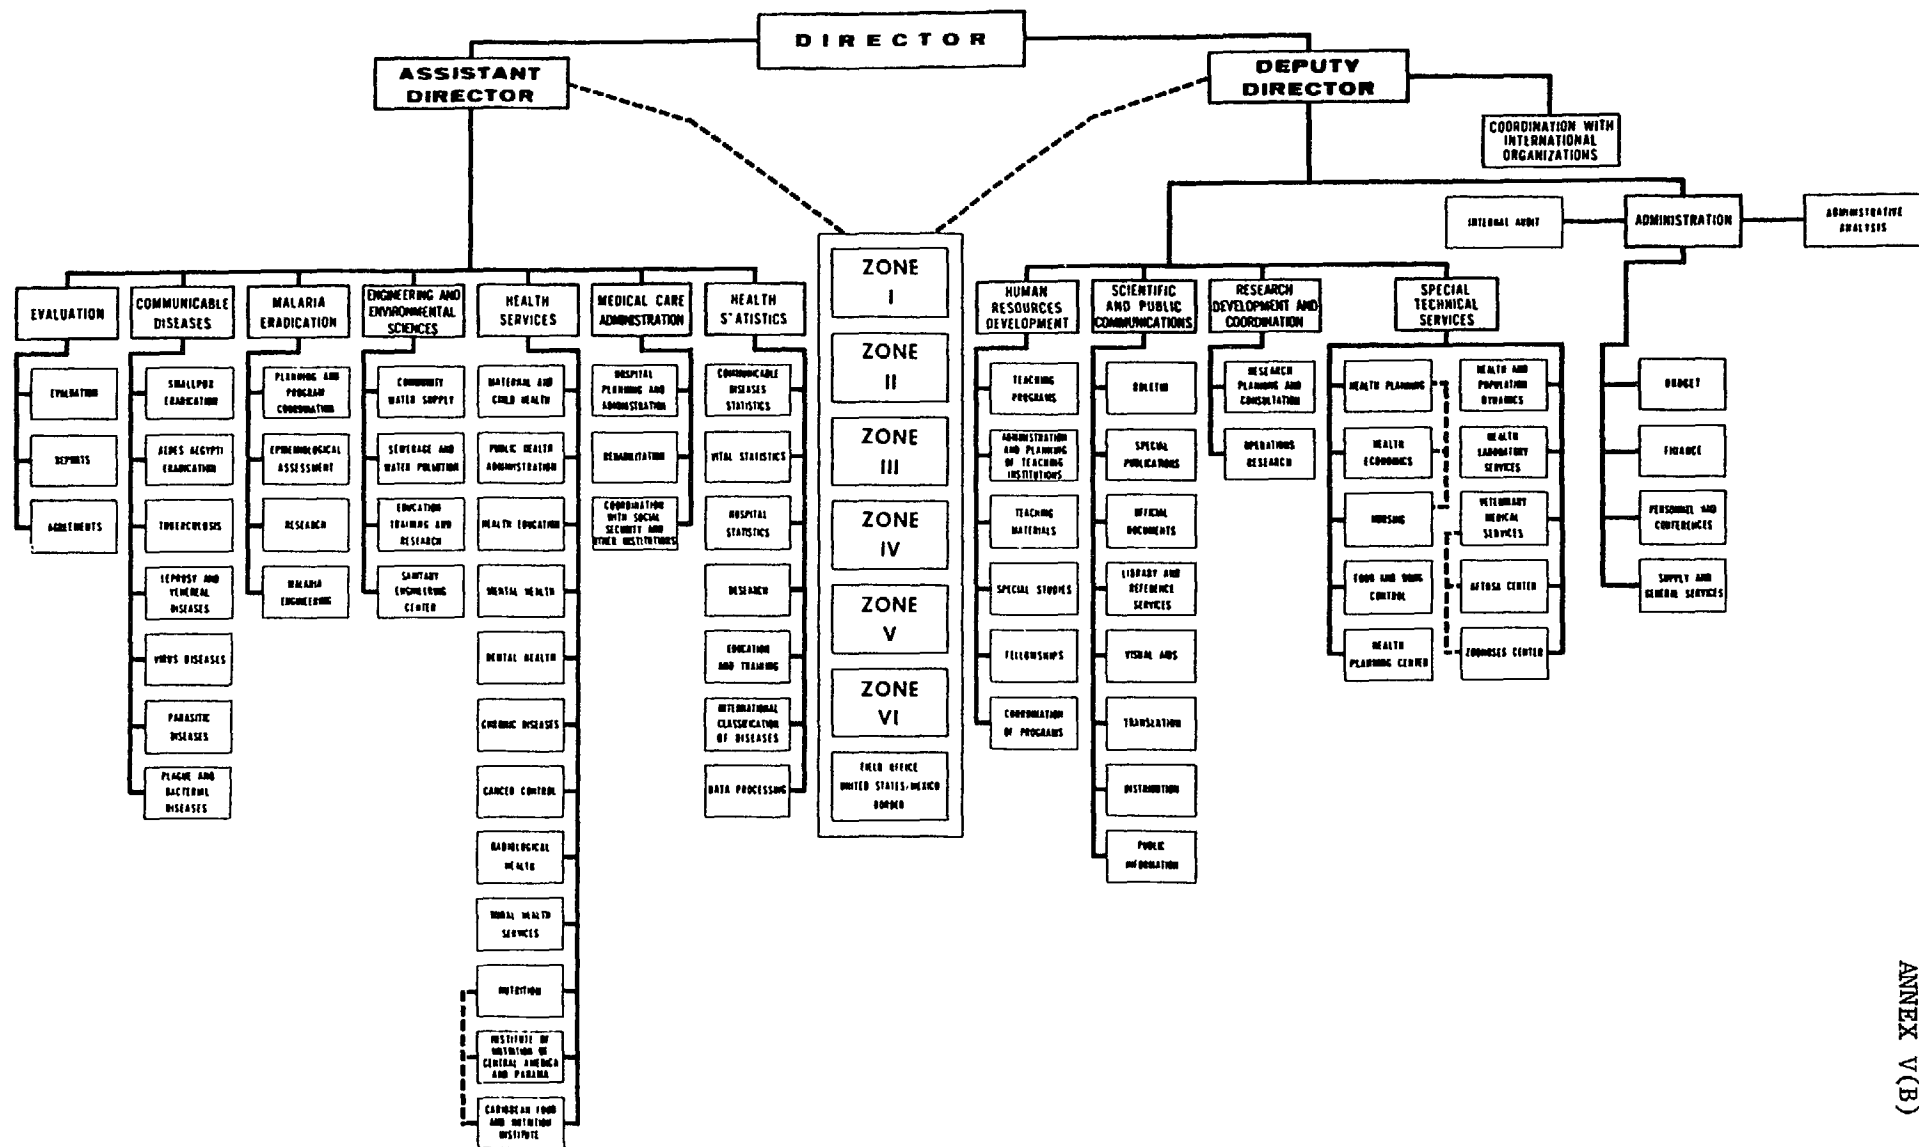 DIRECTOR
ASSISTANT
DIRECTOR
DEPUTY
DIRECTOR
COORDINATION WITH
INTERNATIONAL
ORGANIZATIONS
INTERNAL AUDIT
ADMINISTRATION
ADMINISTRATIVE
ANALYSIS
EVALUATION
COMMUNICABLE
DISEASES
MALARIA
ERADICATION
ENGINEERING AND
ENVIRONMENTAL
SCIENCES
HEALTH
SERVICES
MEDICAL CARE
ADMINISTRATION
HEALTH
STATISTICS
HUMAN
RESOURCES
DEVELOPMENT
SCIENTIFIC
AND PUBLIC
COMMUNICATIONS
RESEARCH
DEVELOPMENT AND
COORDINATION
SPECIAL
TECHNICAL
SERVICES
EVALUATION
REPORTS
AGREEMENTS
SMALLPOX
ERADICATION
AEDES AEGYPTI
ERADICATION
TUBERCULOSIS
LEPROSY AND
VENEREAL
DISEASES
VIRUS DISEASES
PARASITIC
DISEASES
PLAGUE AND
BACTERIAL
DISEASES
PLANNING AND
PROGRAM
COORDINATION
EPIDEMIOLOGICAL
ASSESSMENT
RESEARCH
MALARIA
ENGINEERING
COMMUNITY
WATER SUPPLY
SEWERAGE AND
WATER POLLUTION
EDUCATION
TRAINING AND
RESEARCH
SANITARY
ENGINEERING
CENTER
MATERNAL AND
CHILD HEALTH
PUBLIC HEALTH
ADMINISTRATION
HEALTH EDUCATION
MENTAL HEALTH
DENTAL HEALTH
CHRONIC DISEASES
CANCER CONTROL
RADIOLOGICAL
HEALTH
RURAL HEALTH
SERVICES
NUTRITION
INSTITUTE OF
NUTRITION OF
CENTRAL AMERICA
AND PANAMA
CARIBBEAN FOOD
AND NUTRITION
INSTITUTE
HOSPITAL
PLANNING AND
ADMINISTRATION
REHABILITATION
COORDINATION
WITH SOCIAL
SECURITY AND
OTHER INSTITUTIONS
COMMUNICABLE
DISEASES
STATISTICS
VITAL STATISTICS
HOSPITAL
STATISTICS
RESEARCH
EDUCATION
AND TRAINING
INTERNATIONAL
CLASSIFICATION
OF DISEASES
DATA PROCESSING
ZONE
I
ZONE
II
ZONE
III
ZONE
IV
ZONE
V
ZONE
VI
FIELD OFFICE
UNITED STATES/MEXICO
BORDER
TEACHING
PROGRAMS
ADMINISTRATION
AND PLANNING
OF TEACHING
INSTITUTIONS
TEACHING
MATERIALS
SPECIAL STUDIES
FELLOWSHIPS
COORDINATION
OF PROGRAMS
BOLETIN
SPECIAL
PUBLICATIONS
OFFICIAL
DOCUMENTS
LIBRARY AND
REFERENCE
SERVICES
VISUAL AIDS
TRANSLATION
DISTRIBUTION
PUBLIC
INFORMATION
RESEARCH
PLANNING AND
CONSULTATION
OPERATIONS
RESEARCH
HEALTH PLANNING
HEALTH
ECONOMICS
NURSING
FOOD AND DRUG
CONTROL
HEALTH
PLANNING CENTER
HEALTH AND
POPULATION
DYNAMICS
HEALTH
LABORATORY
SERVICES
VETERINARY
MEDICAL
SERVICES
AFTOSA CENTER
ZOONOSES CENTER
BUDGET
FINANCE
PERSONNEL AND
CONFERENCES
SUPPLY AND
GENERAL SERVICES
ANNEX V(B)